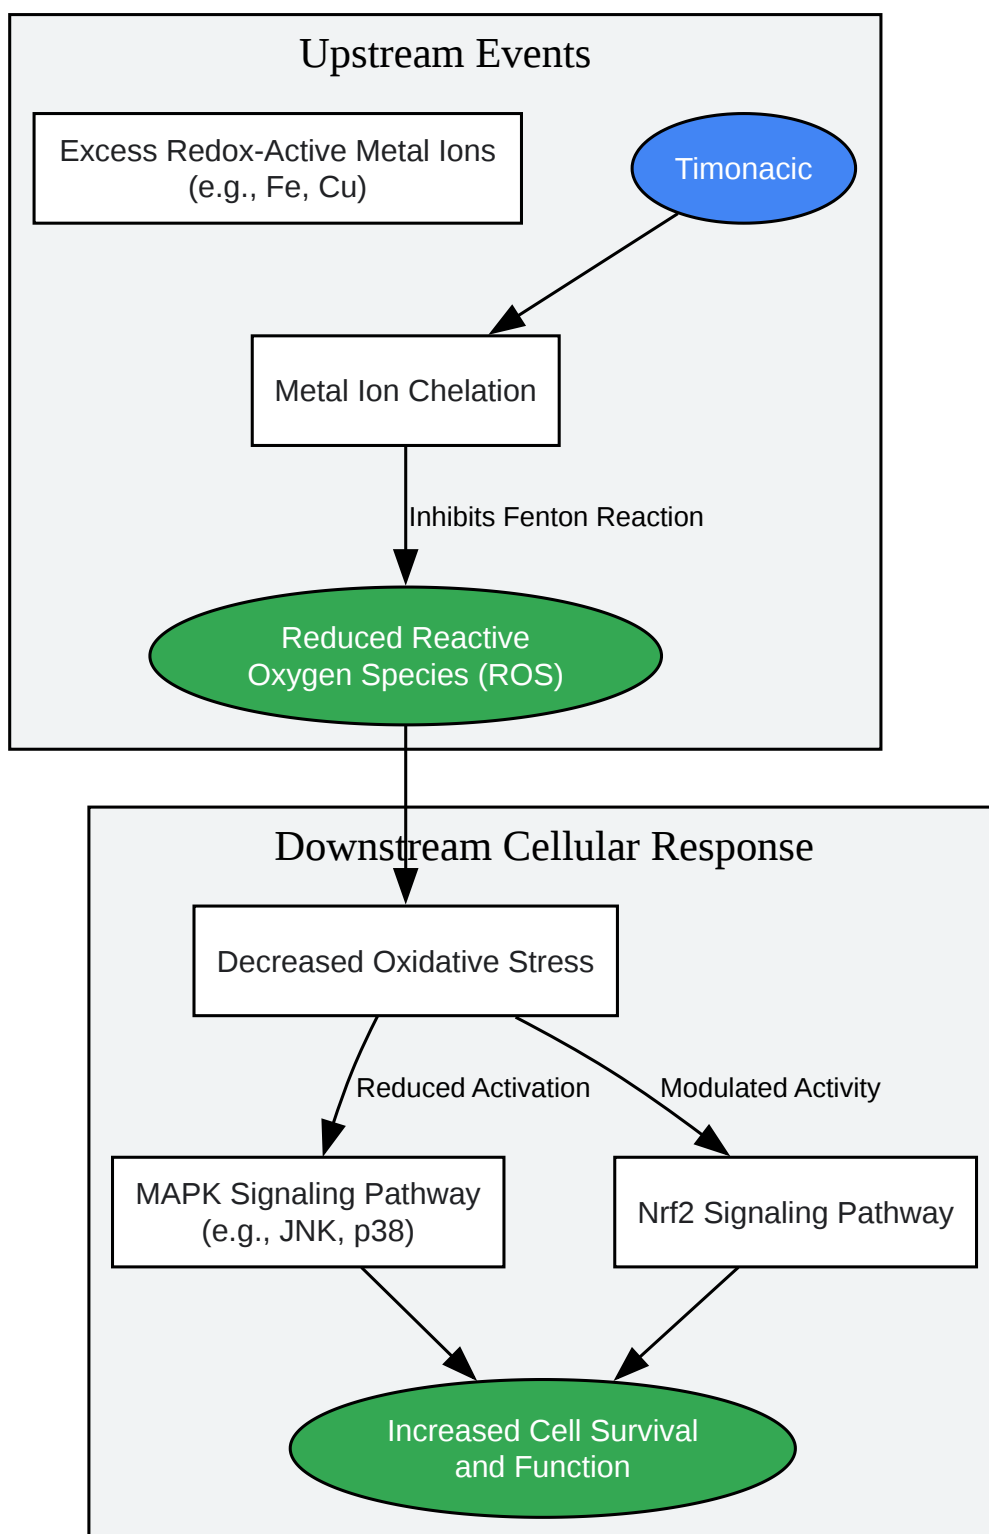 Upstream Events
Excess Redox-Active Metal Ions
(e.g., Fe, Cu)
Timonacic
Metal Ion Chelation
Inhibits Fenton Reaction
Reduced Reactive
Oxygen Species (ROS)
Downstream Cellular Response
Decreased Oxidative Stress
Reduced Activation
Modulated Activity
MAPK Signaling Pathway
(e.g., JNK, p38)
Nrf2 Signaling Pathway
Increased Cell Survival
and Function